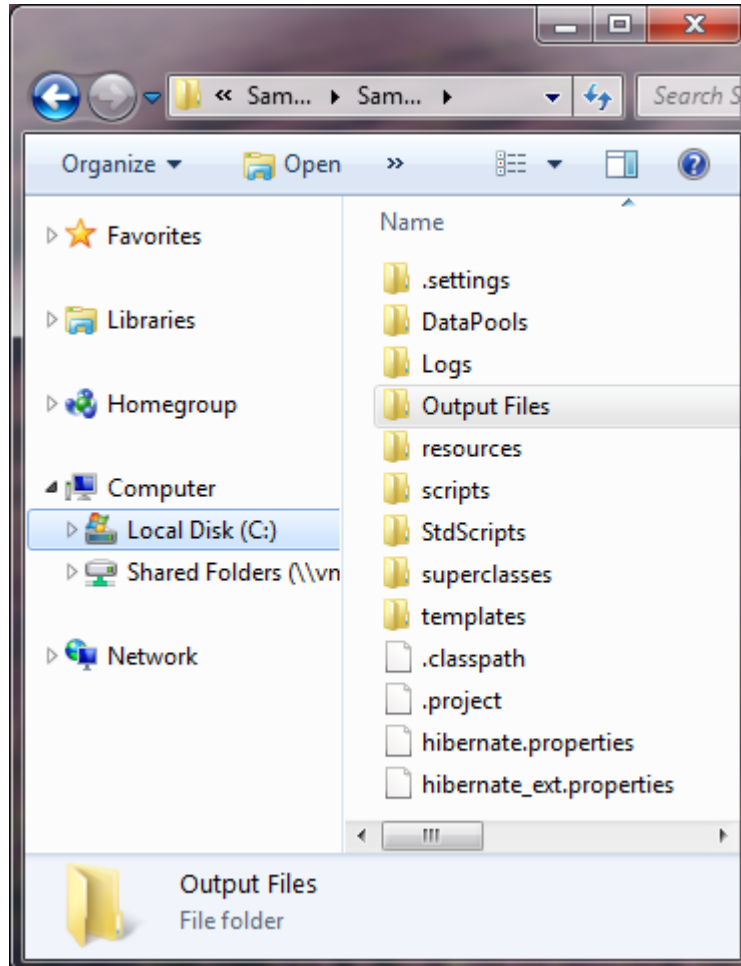 « Sam... Sam... Search S
Organize Open »
Favorites
Libraries
Homegroup
Computer
Local Disk (C:)
Shared Folders (\\vn
Network
Name
.settings
DataPools
Logs
Output Files
resources
scripts
StdScripts
superclasses
templates
.classpath
.project
hibernate.properties
hibernate_ext.properties
Output Files
File folder